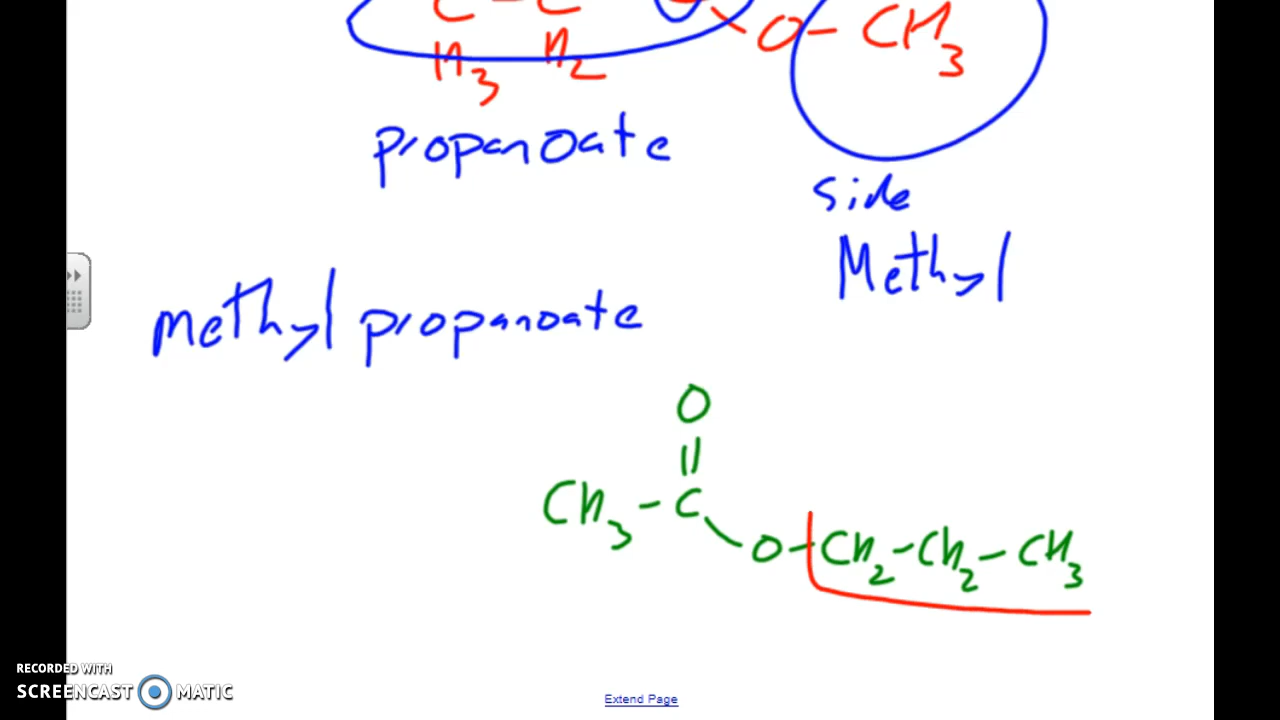 C - C
H3 H2 O - CH3
propanoate
side
Methyl
methyl propanoate
O
||
CH3 - C
O - CH2 - CH2 - CH3
RECORDED WITH
SCREENCAST MATIC
Extend Page